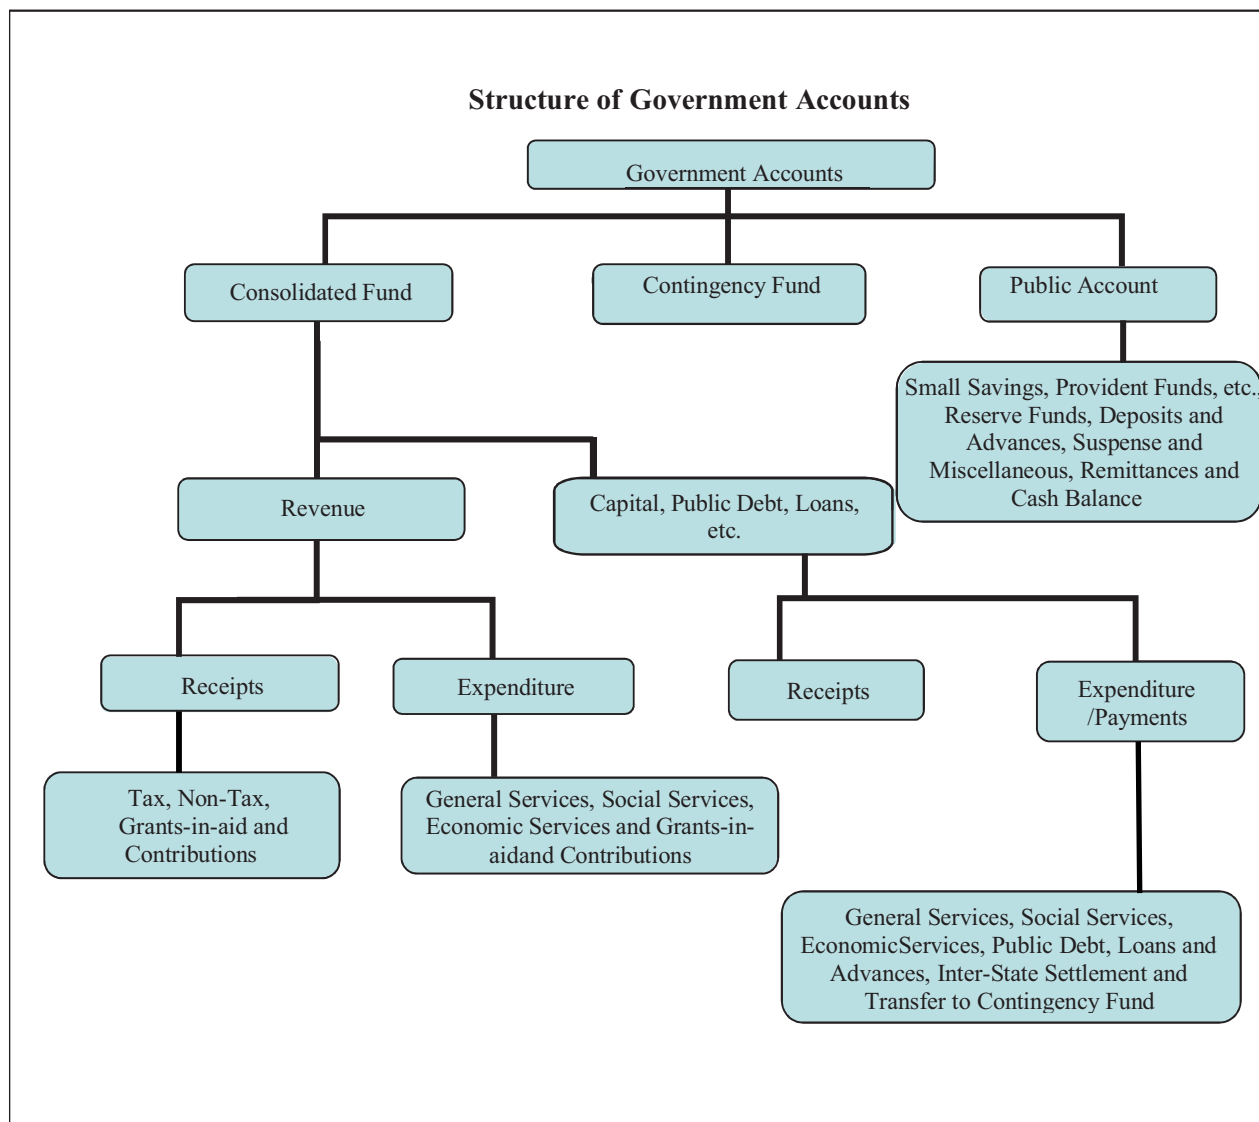 Structure of Government Accounts
Government Accounts
Consolidated Fund
Contingency Fund
Public Account
Small Savings, Provident Funds, etc.,
Reserve Funds, Deposits and
Advances, Suspense and
Miscellaneous, Remittances and
Cash Balance
Revenue
Capital, Public Debt, Loans,
etc.
Receipts
Expenditure
Receipts
Expenditure
/Payments
Tax, Non-Tax,
Grants-in-aid and
Contributions
General Services, Social Services,
Economic Services and Grants-in-
aidand Contributions
General Services, Social Services,
EconomicServices, Public Debt, Loans and
Advances, Inter-State Settlement and
Transfer to Contingency Fund